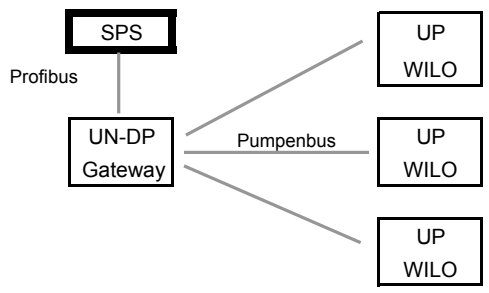 SPS
UP
WILO
Profibus
UN-DP
Gateway
Pumpenbus
UP
WILO
UP
WILO